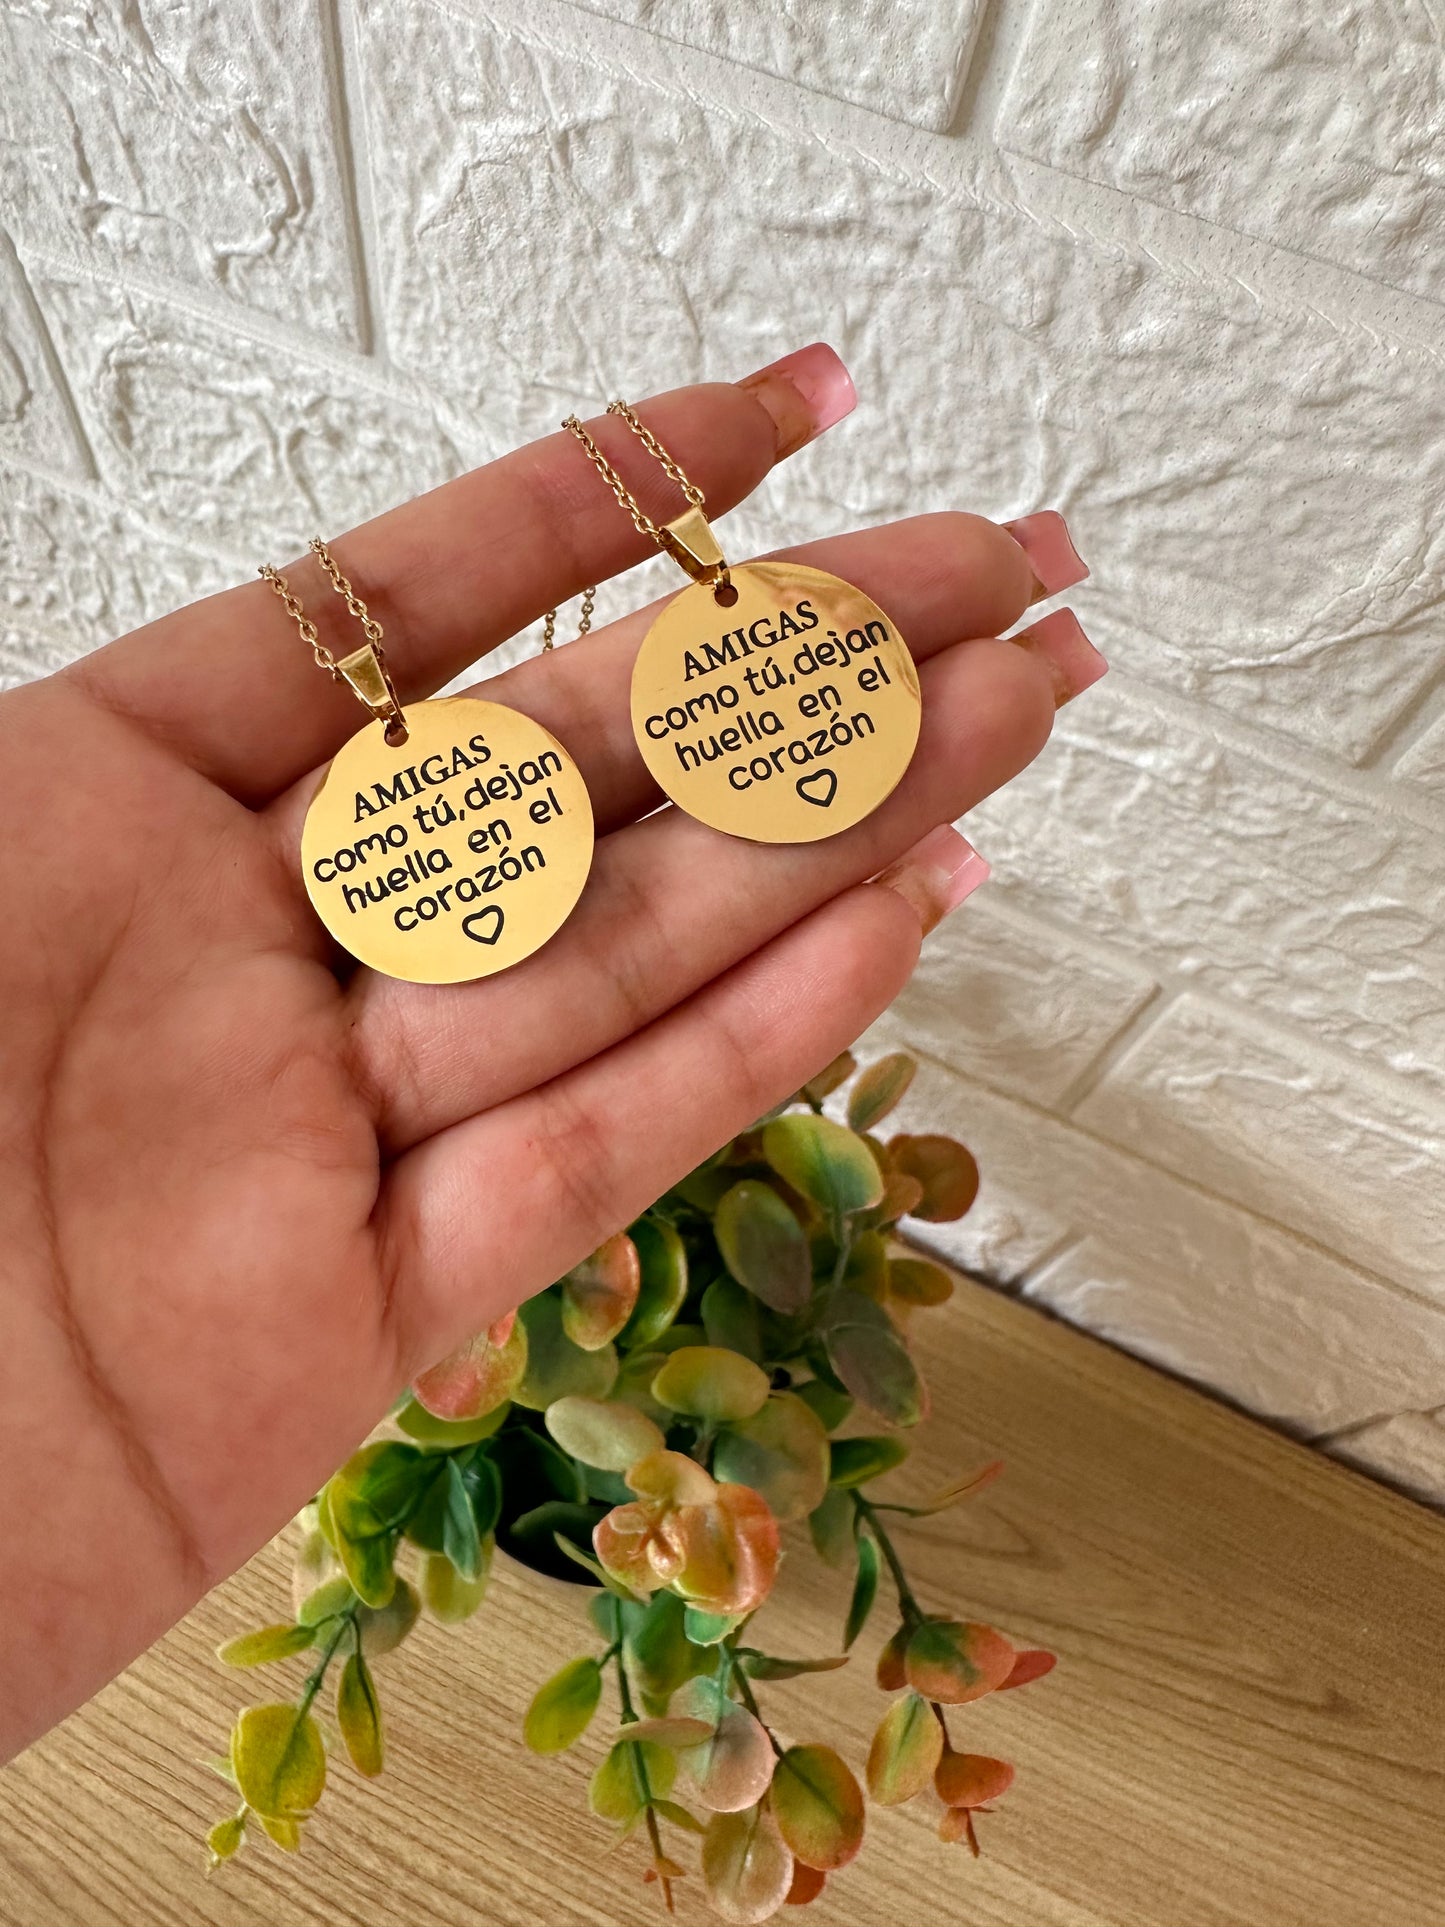 AMIGAS
como tú, dejan
huella en el
corazón
AMIGAS
como tú, dejan
huella en el
corazón